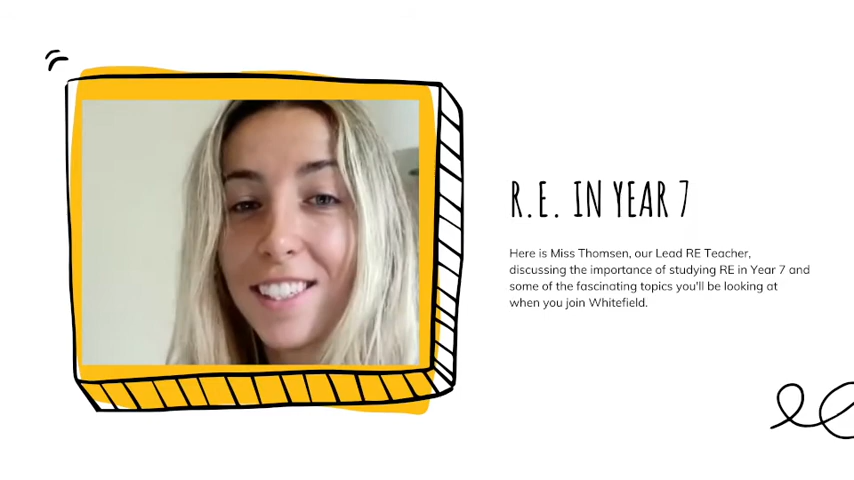 R.E. IN YEAR 7
Here is Miss Thomsen, our Lead RE Teacher,
discussing the importance of studying RE in Year 7 and
some of the fascinating topics you'll be looking at
when you join Whitefield.